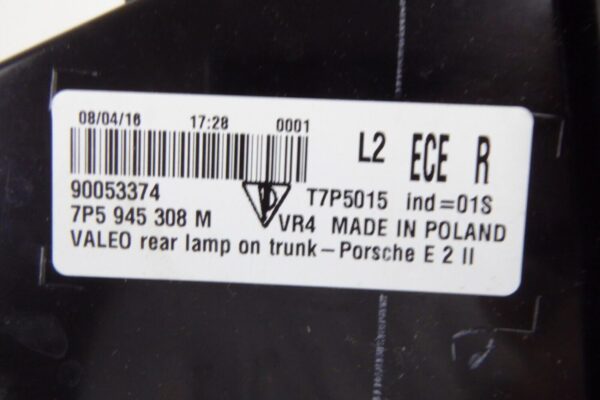 08/04/16 17:28 0001
L2 ECE R
90053374 T7P5015 ind=01S
7P5 945 308 M VR4 MADE IN POLAND
VALEO rear lamp on trunk-Porsche E 2 II